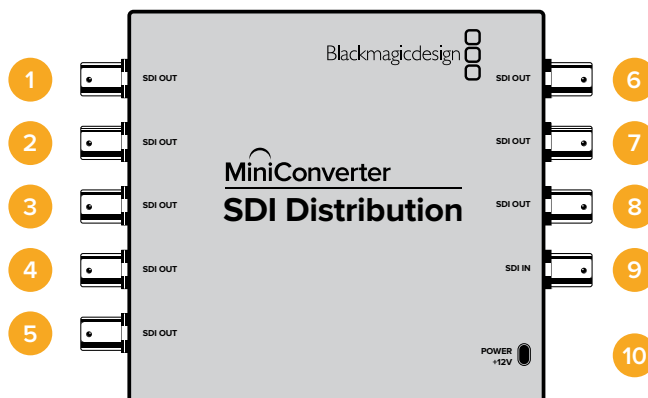 Blackmagicdesign
1 SDI OUT
SDI OUT 6
2 SDI OUT
SDI OUT 7
MiniConverter
SDI Distribution
3 SDI OUT
SDI OUT 8
4 SDI OUT
SDI IN 9
5 SDI OUT
POWER
+12V
10